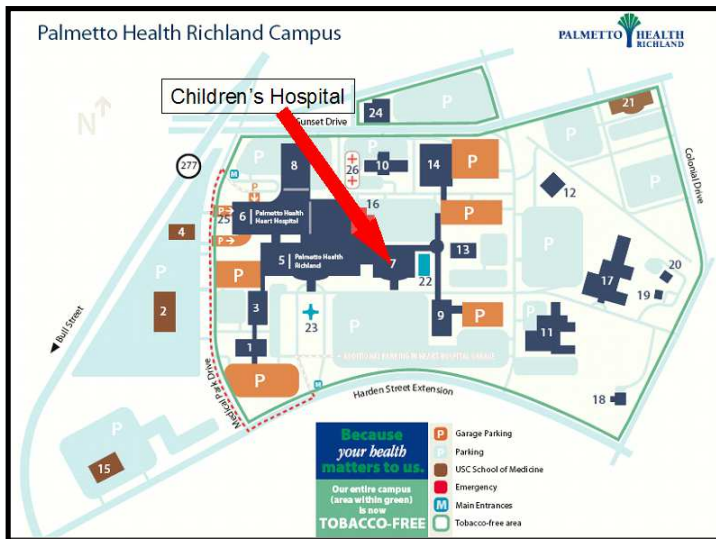 Palmetto Health Richland Campus
PALMETTO HEALTH
RICHLAND
Children's Hospital
N
P
24
Sunset Drive
21
277
M
8
26
10
14
P
12
Colonial Drive
P
25
P
6
Palmetto Health
Heart Hospital
16
P
4
5
Palmetto Health
Richland
7
22
13
P
2
P
3
23
9
P
11
17
20
19
1
P
M
18
Bull Street
Medical Park Drive
Harden Street Extension
P
15
Because
your health
matters to us.
Our entire campus
(area within green)
is now
TOBACCO-FREE
P Garage Parking
P Parking
USC School of Medicine
Emergency
M Main Entrances
Tobacco-free area